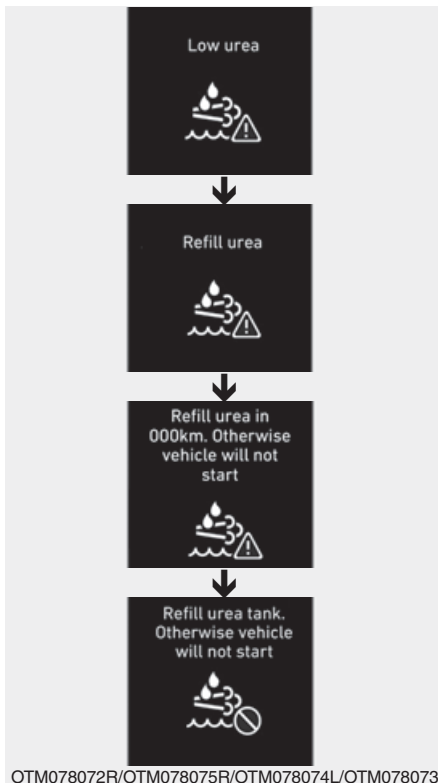 Low urea
Refill urea
Refill urea in
000km. Otherwise
vehicle will not
start
Refill urea tank.
Otherwise vehicle
will not start
OTM078072R/OTM078075R/OTM078074L/OTM078073